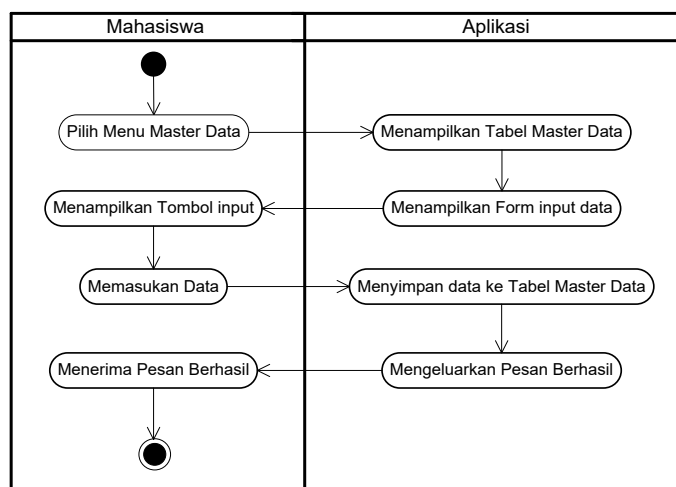 Mahasiswa
Aplikasi
Pilih Menu Master Data
Menampilkan Tabel Master Data
Menampilkan Tombol input
Menampilkan Form input data
Memasukan Data
Menyimpan data ke Tabel Master Data
Menerima Pesan Berhasil
Mengeluarkan Pesan Berhasil